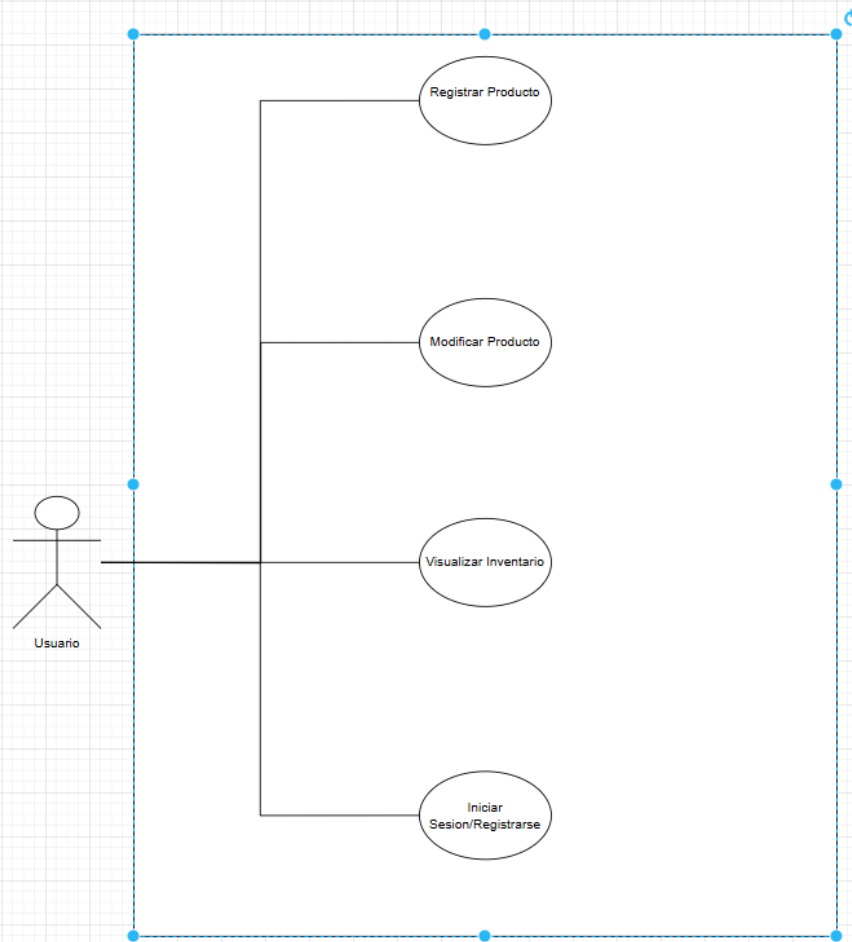 Registrar Producto
Modificar Producto
Visualizar Inventario
Usuario
Iniciar
Sesion/Registrarse